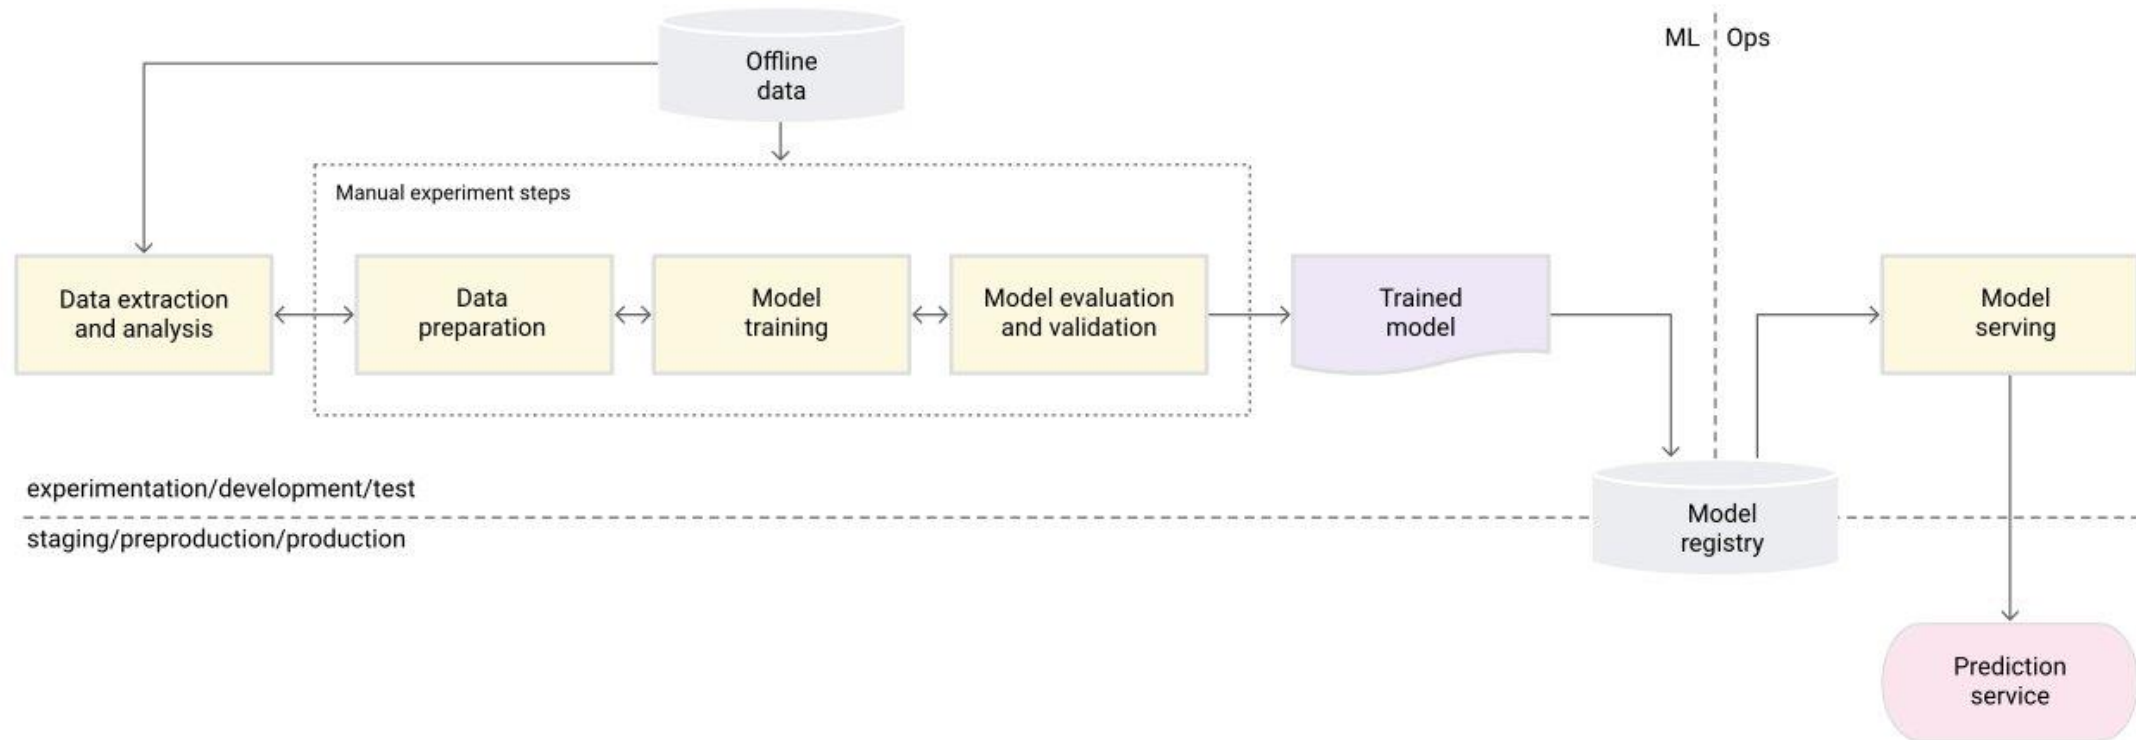 Offline
data
ML
Ops
Manual experiment steps
Data extraction
and analysis
Data
preparation
Model
training
Model evaluation
and validation
Trained
model
Model
serving
experimentation/development/test
staging/preproduction/production
Model
registry
Prediction
service